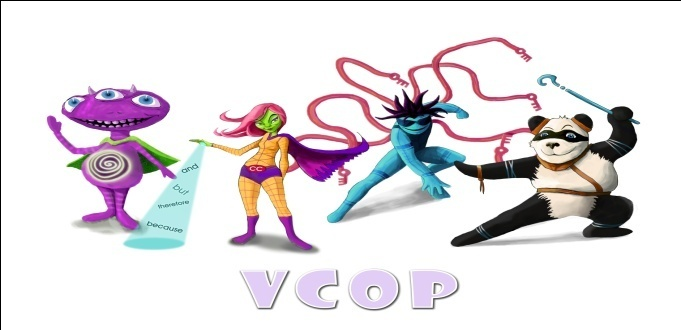 and
but
therefore
because
CC
VCOP